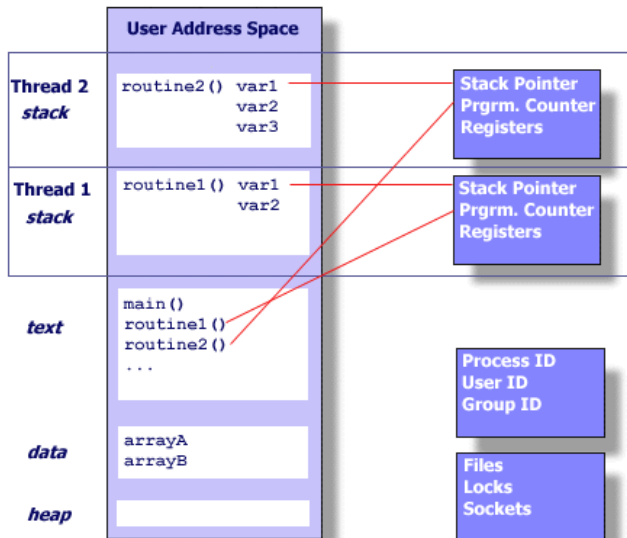 User Address Space
Thread 2
stack
routine2() var1
var2
var3
Stack Pointer
Prgrm. Counter
Registers
Thread 1
stack
routine1() var1
var2
Stack Pointer
Prgrm. Counter
Registers
text
main()
routine1()
routine2()
...
Process ID
User ID
Group ID
data
arrayA
arrayB
Files
Locks
Sockets
heap